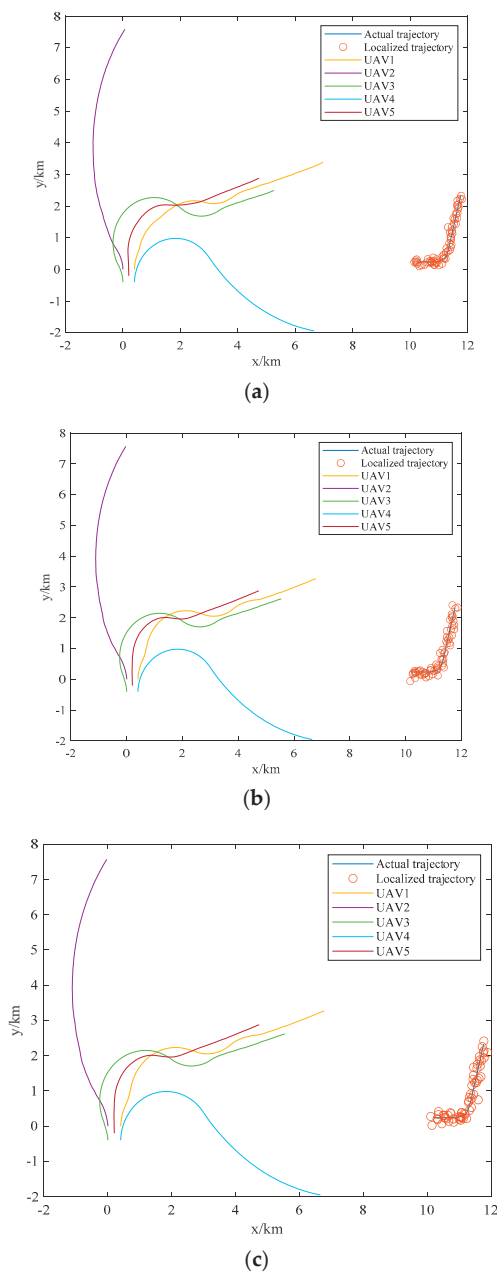 8
7
6
5
4
3
2
1
0
-1
-2
y/km
Actual trajectory
Localized trajectory
UAV1
UAV2
UAV3
UAV4
UAV5
-2 0 2 4 6 8 10 12
x/km
(a)
8
7
6
5
4
3
2
1
0
-1
-2
y/km
Actual trajectory
Localized trajectory
UAV1
UAV2
UAV3
UAV4
UAV5
-2 0 2 4 6 8 10 12
x/km
(b)
8
7
6
5
4
3
2
1
0
-1
-2
y/km
Actual trajectory
Localized trajectory
UAV1
UAV2
UAV3
UAV4
UAV5
-2 0 2 4 6 8 10 12
x/km
(c)